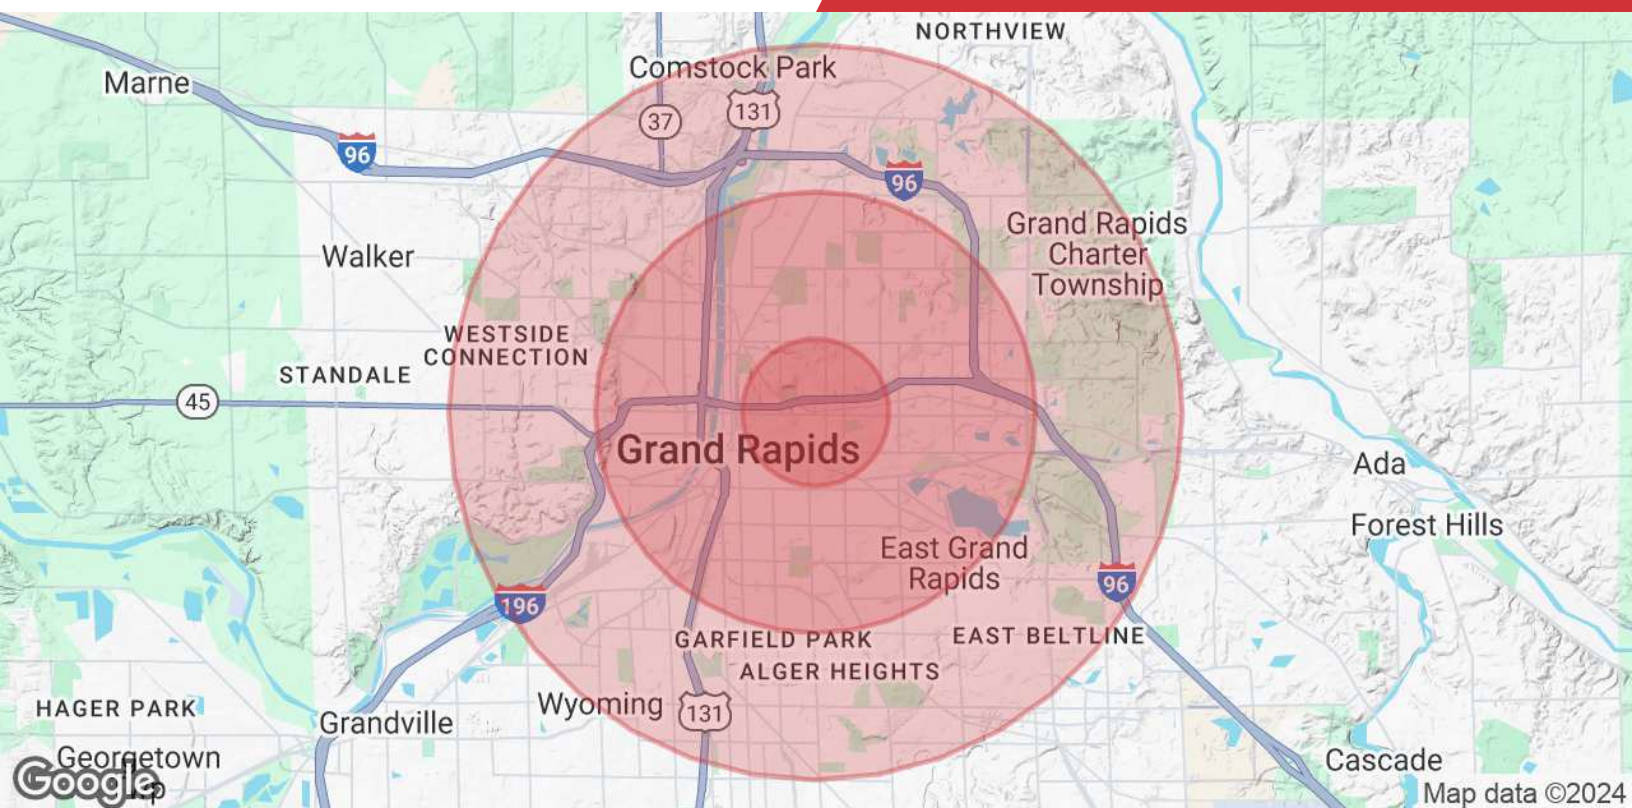 NORTHVIEW
Comstock Park
Marne
131
37
96
96
Grand Rapids
Charter
Township
Walker
WESTSIDE
CONNECTION
STANDALE
45
Grand Rapids
Ada
Forest Hills
East Grand
Rapids
96
196
GARFIELD PARK
EAST BELTLINE
ALGER HEIGHTS
HAGER PARK
Wyoming
131
Grandville
Georgetown
Cascade
Google
Map data ©2024